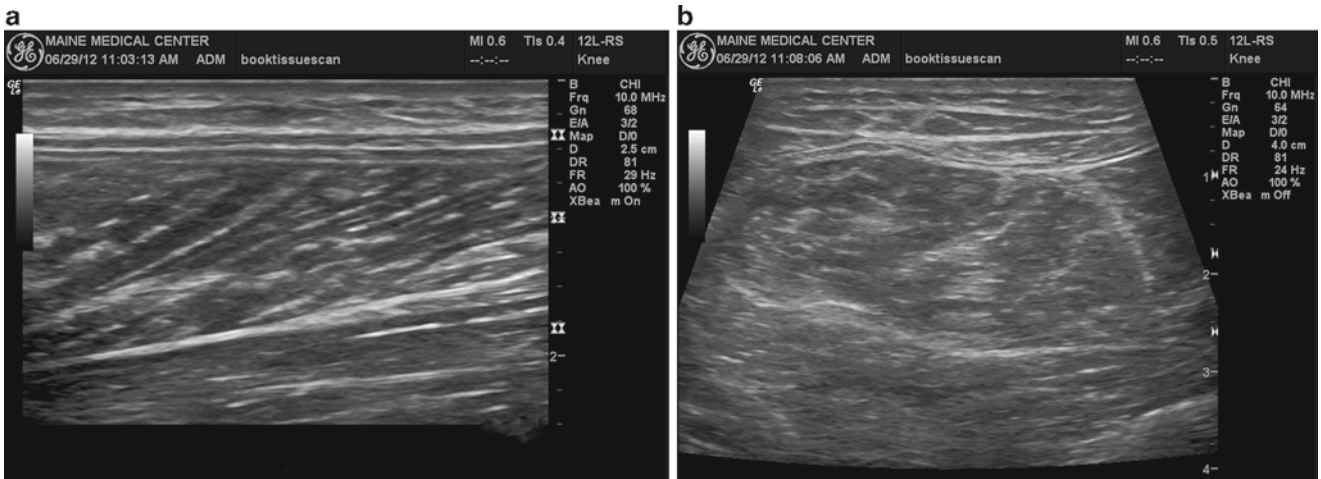 a
GE
MAINE MEDICAL CENTER
06/29/12 11:03:13 AM ADM booktissuescan
MI 0.6 TIs 0.4 12L-RS
--:--:-- Knee
B CHI
Frq 10.0 MHz
Gn 68
E/A 3/2
Map D/0
D 2.5 cm
DR 81
FR 29 Hz
AO 100 %
XBea m On
2
b
GE
MAINE MEDICAL CENTER
06/29/12 11:08:06 AM ADM booktissuescan
MI 0.6 TIs 0.5 12L-RS
--:--:-- Knee
B CHI
Frq 10.0 MHz
Gn 64
E/A 3/2
Map D/0
D 4.0 cm
DR 81
FR 24 Hz
AO 100 %
XBea m Off
1
2
3
4